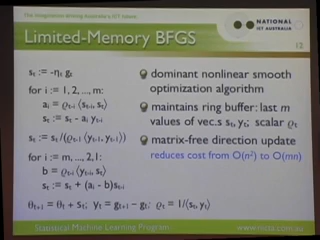 The imagination driving Australia's ICT future.
NATIONAL
ICT AUSTRALIA
Limited-Memory BFGS
12
sₜ := -ηₜ gₜ
for i := 1, 2, ..., m:
aᵢ = ϱₜ₋ᵢ ⟨sₜ₋ᵢ, sₜ⟩
sₜ := sₜ - aᵢ yₜ₋ᵢ
sₜ := sₜ /(ϱₜ₋₁ ⟨yₜ₋₁, yₜ₋₁⟩)
for i := m, ..., 2, 1:
b = ϱₜ₋ᵢ ⟨yₜ₋ᵢ, sₜ⟩
sₜ := sₜ + (aᵢ - b)sₜ₋ᵢ
θₜ₊₁ = θₜ + sₜ; yₜ = gₜ₊₁ - gₜ; ϱₜ = 1/⟨sₜ, yₜ⟩
dominant nonlinear smooth
optimization algorithm
maintains ring buffer: last m
values of vec.s sₜ, yₜ; scalar ϱₜ
matrix-free direction update
reduces cost from O(n²) to O(mn)
Statistical Machine Learning Program
www.nicta.com.au